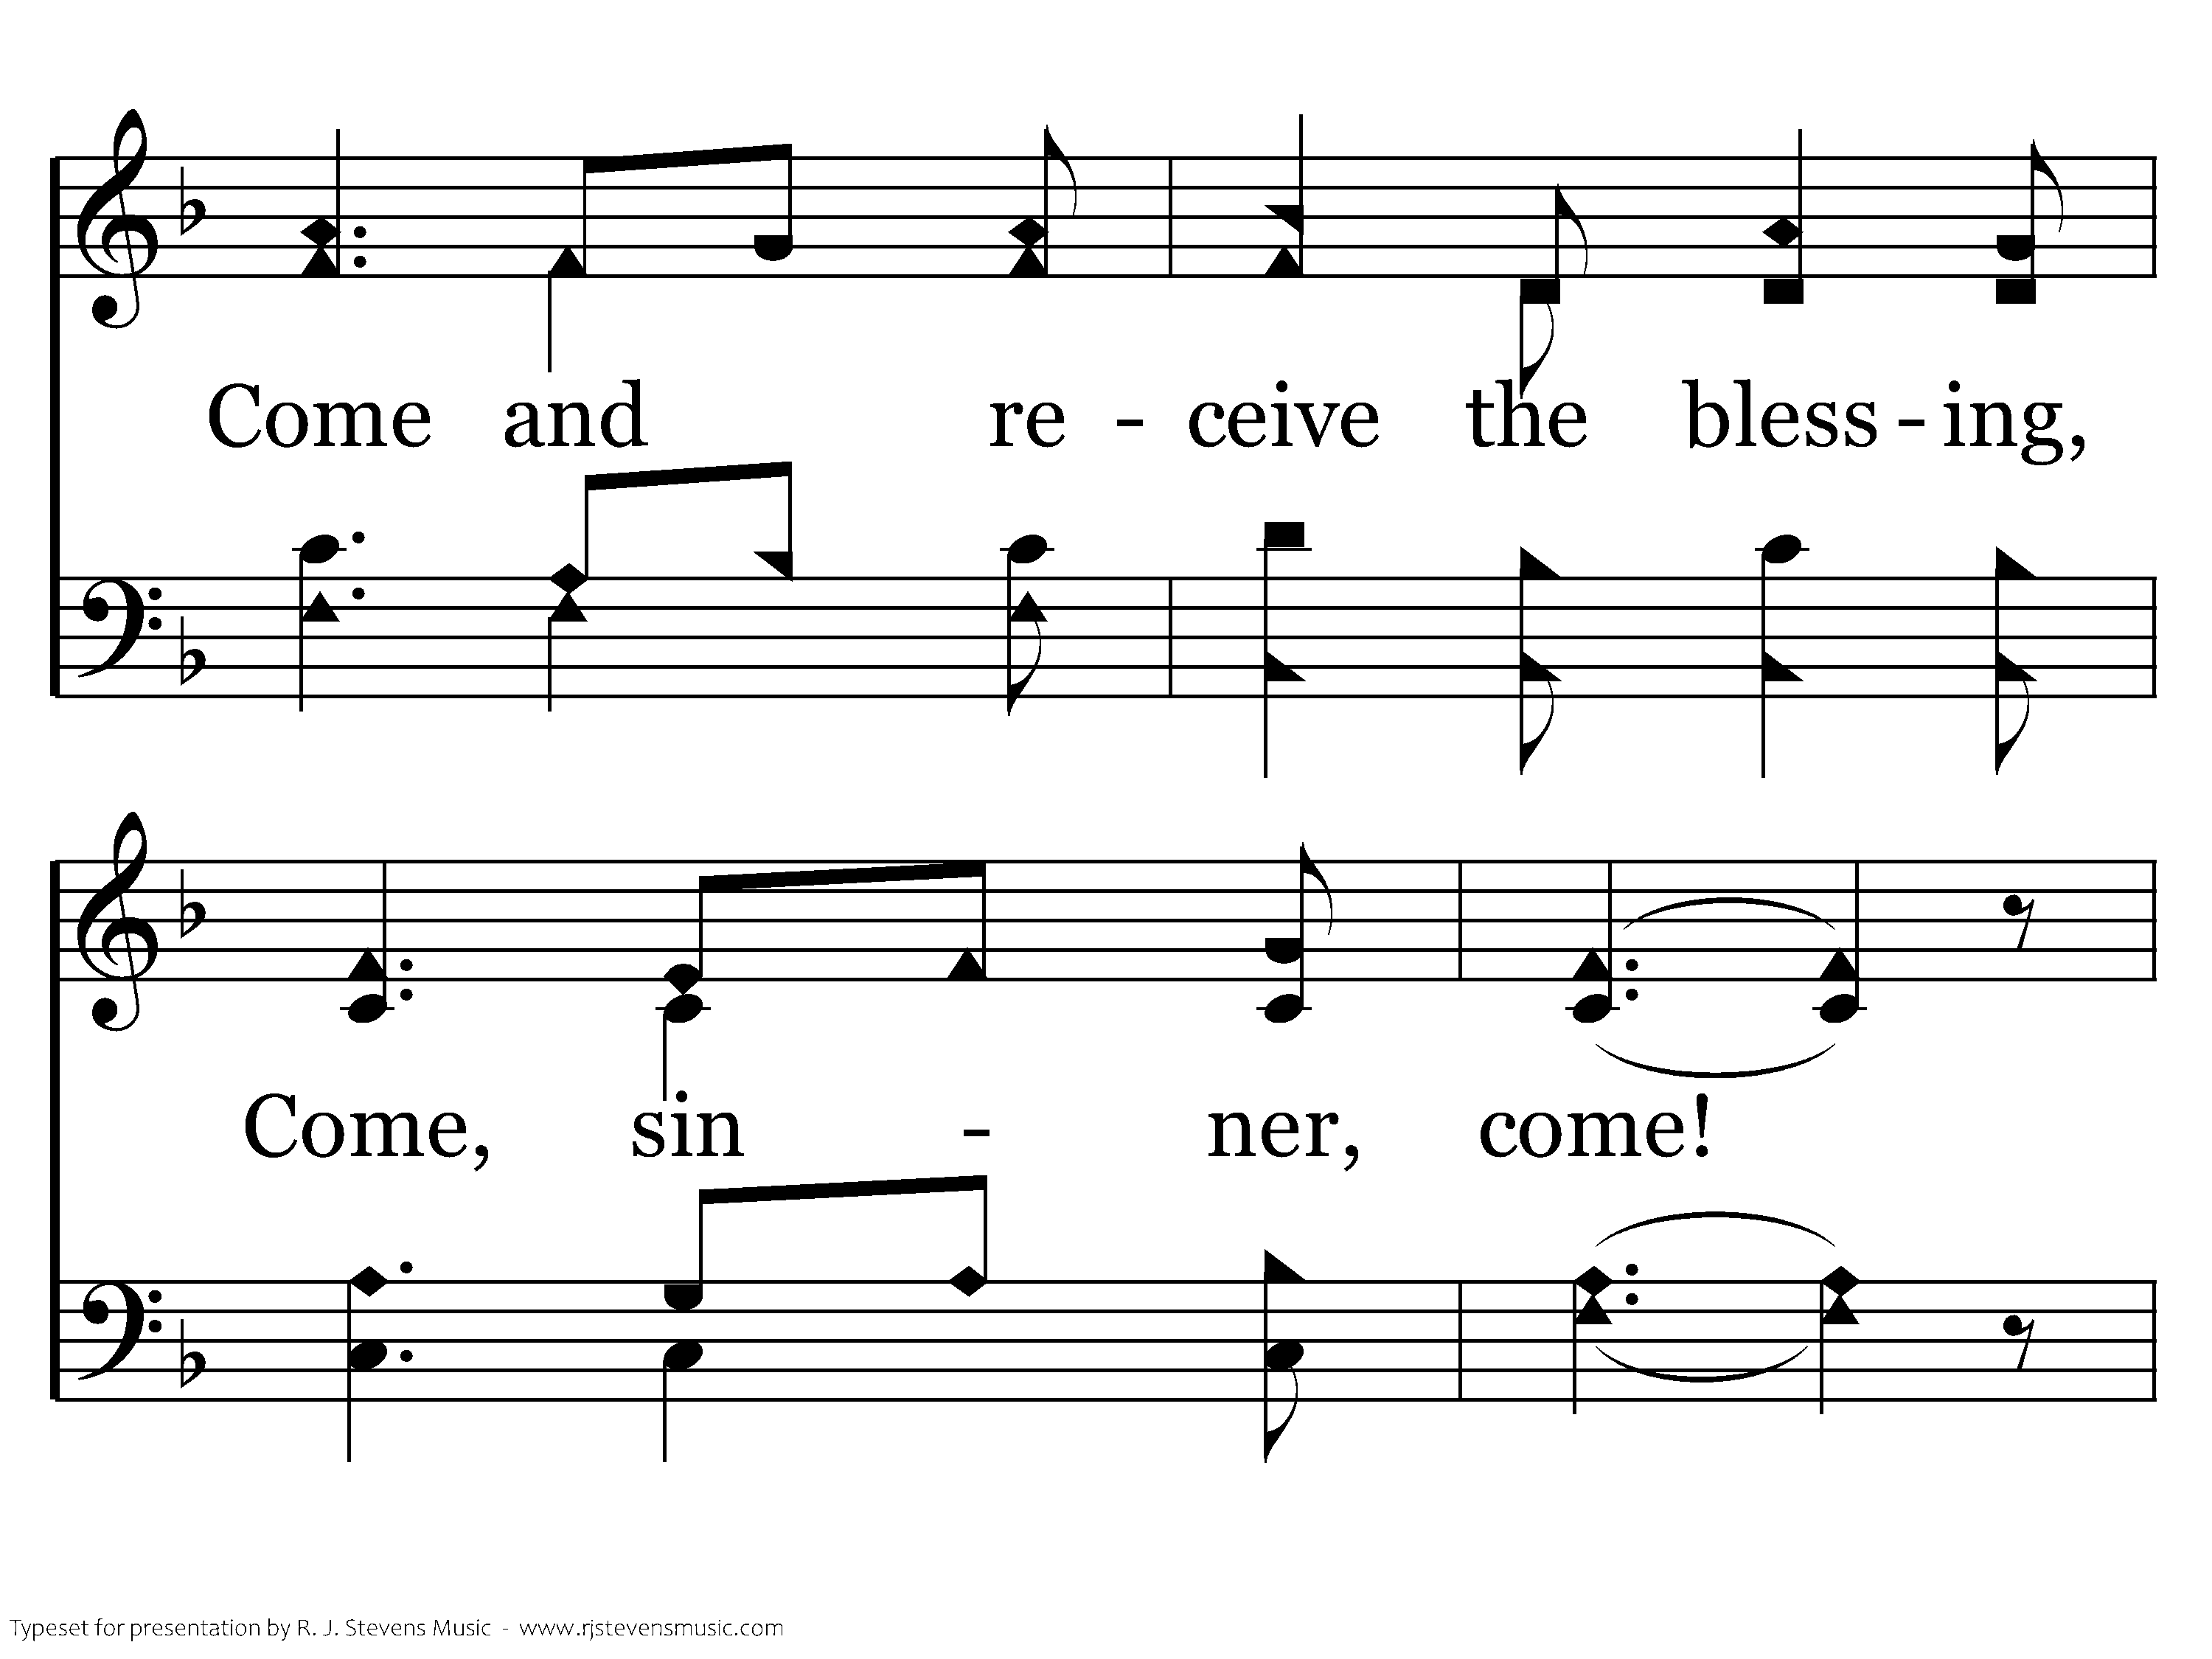 Come and re - ceive the bless - ing,
Come, sin - ner, come!
Typeset for presentation by R. J. Stevens Music - www.rjstevensmusic.com